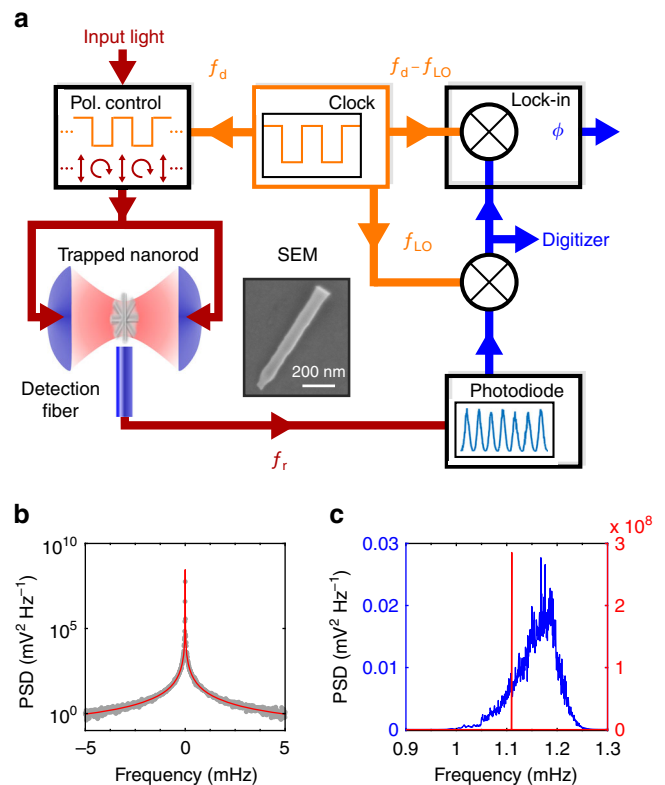 a
Input light
f_d
f_d – f_LO
Pol. control
Clock
Lock-in
ϕ
... ...
... ...
f_LO
Digitizer
Trapped nanorod
SEM
200 nm
Detection
fiber
Photodiode
f_r
b
c
x 10^8
PSD (mV^2 Hz^–1)
10^10
10^5
10^0
–5
0
5
Frequency (mHz)
PSD (mV^2 Hz^–1)
0.03
0.02
0.01
0
3
2
1
0
0.9
1
1.1
1.2
1.3
Frequency (mHz)